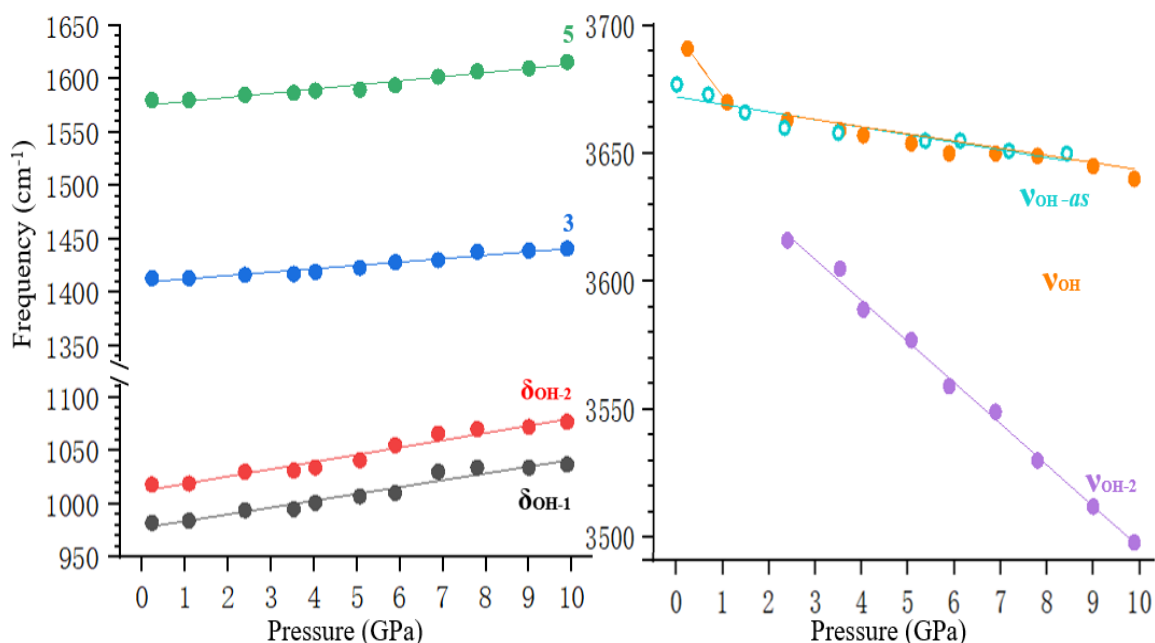 1650
1600
1550
1500
1450
1400
1350
1100
1050
1000
950
Frequency (cm⁻¹)
5
3
δOH-2
δOH-1
0 1 2 3 4 5 6 7 8 9 10
Pressure (GPa)
3700
3650
3600
3550
3500
νOH-as
νOH
νOH-2
0 1 2 3 4 5 6 7 8 9 10
Pressure (GPa)